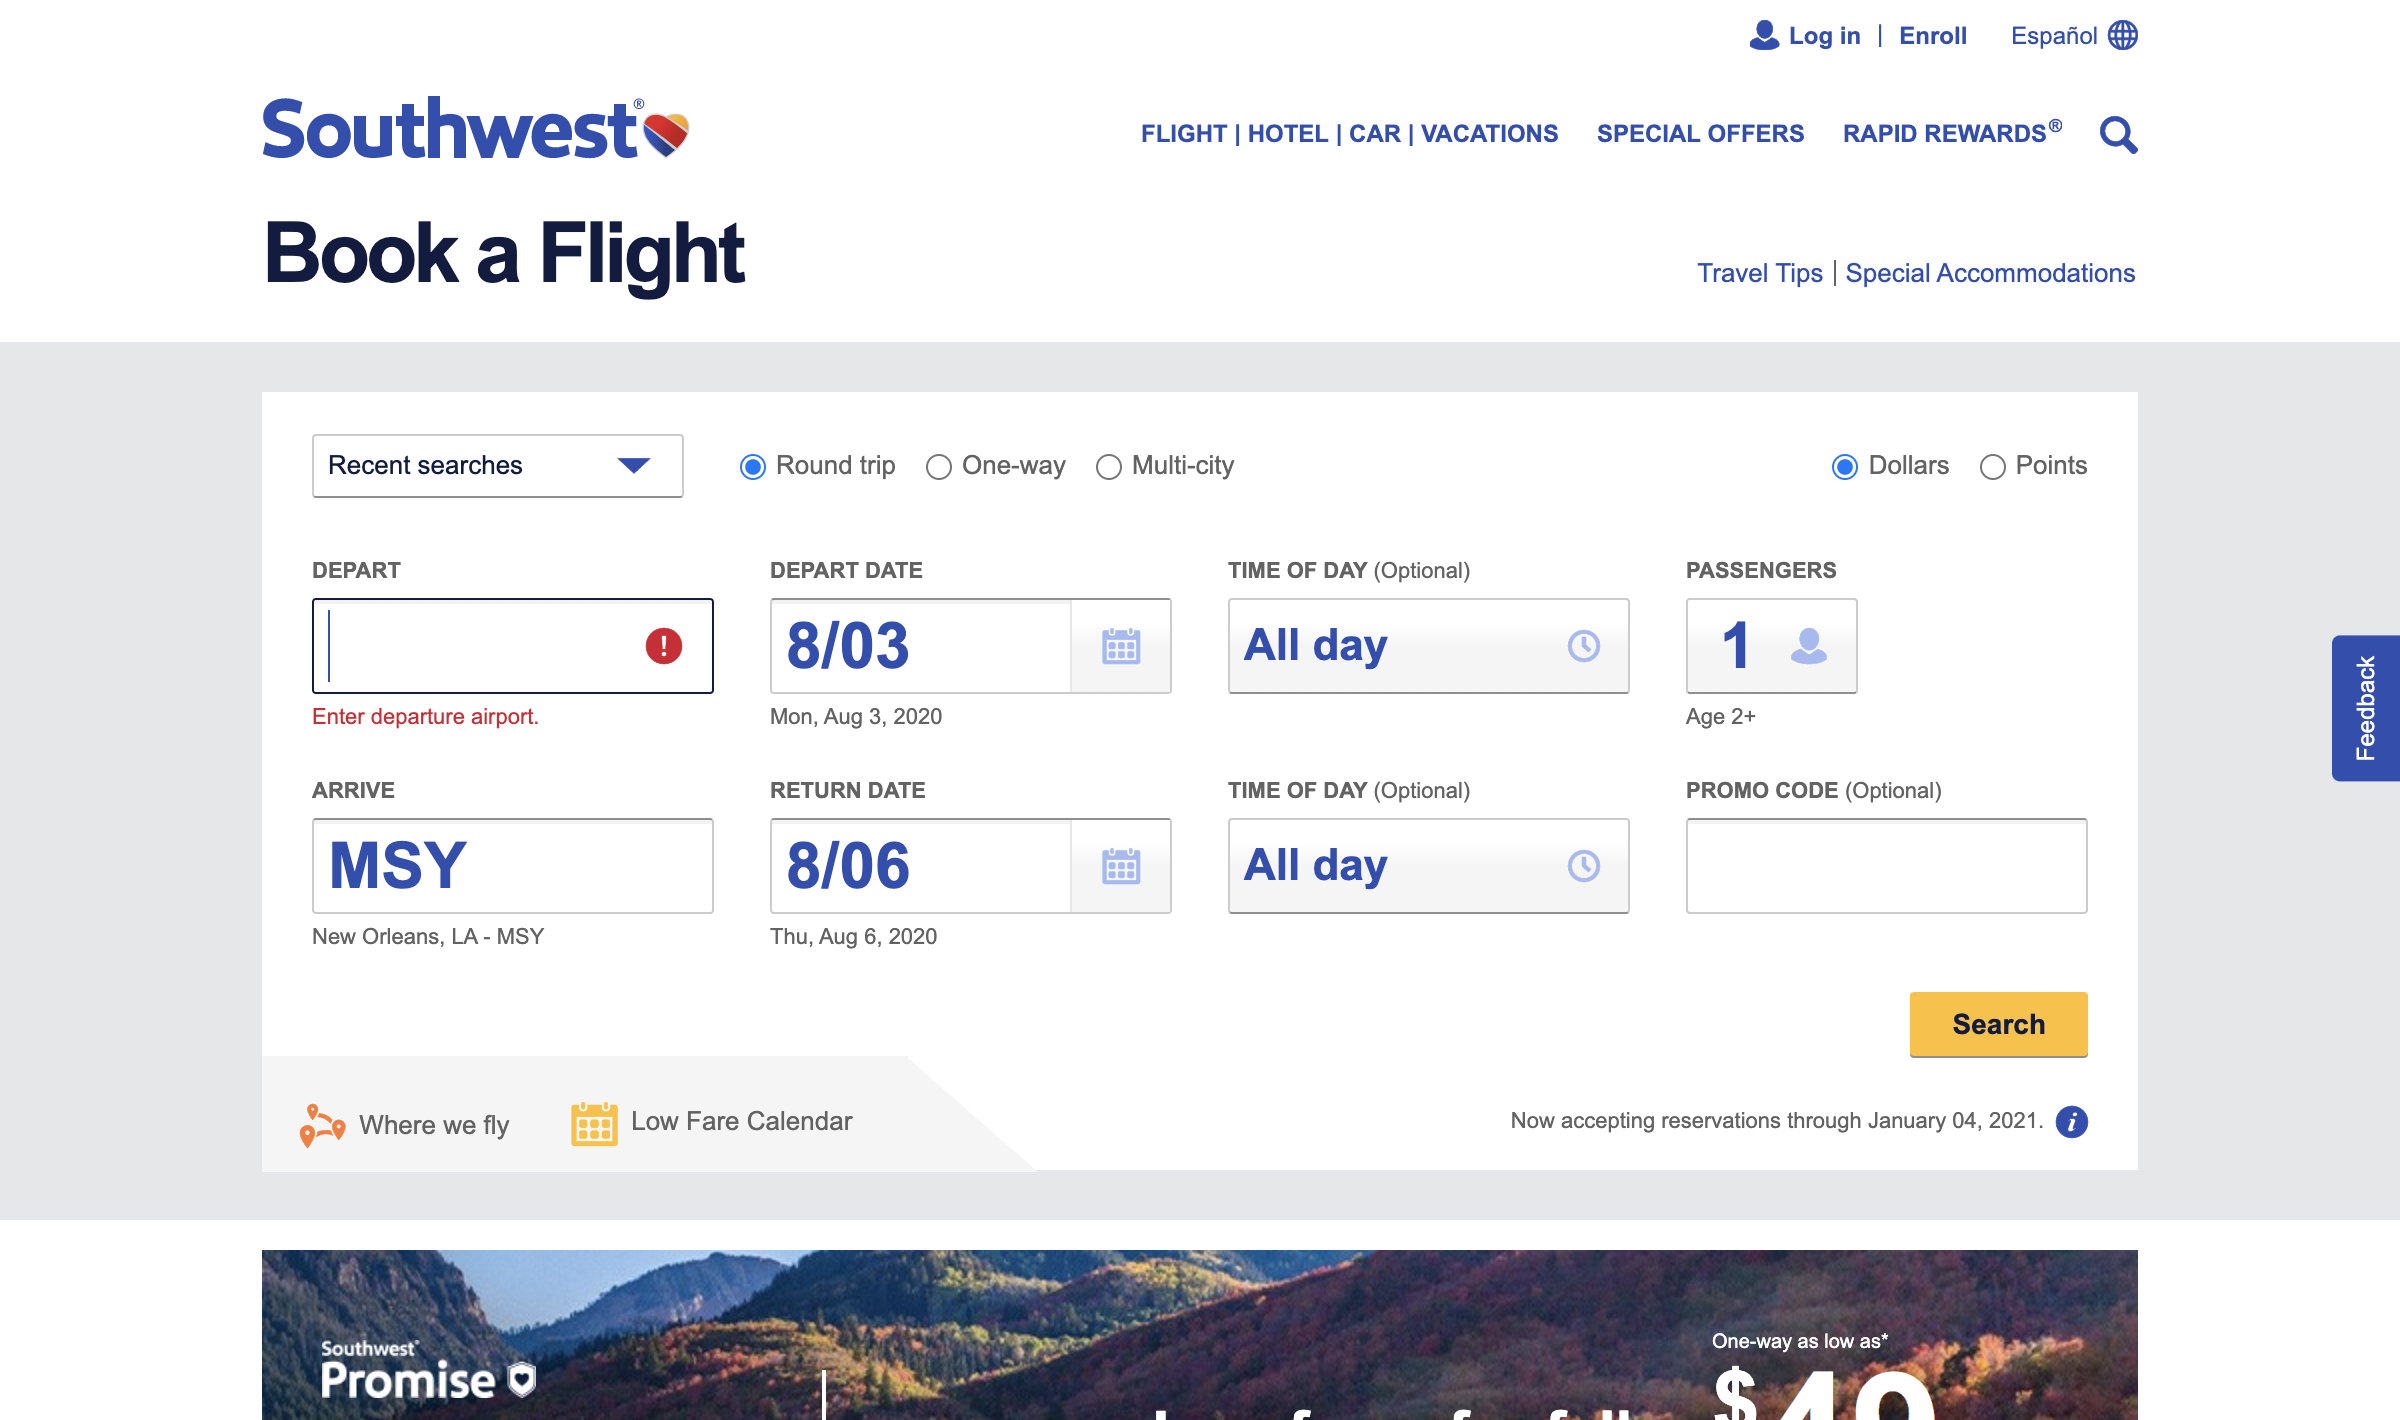 Log in | Enroll Español
Southwest®
FLIGHT | HOTEL | CAR | VACATIONS SPECIAL OFFERS RAPID REWARDS®
Book a Flight
Travel Tips | Special Accommodations
Recent searches Round trip One-way Multi-city Dollars Points
DEPART DEPART DATE TIME OF DAY (Optional) PASSENGERS
! 8/03 All day 1
Enter departure airport. Mon, Aug 3, 2020 Age 2+
Feedback
ARRIVE RETURN DATE TIME OF DAY (Optional) PROMO CODE (Optional)
MSY 8/06 All day
New Orleans, LA - MSY Thu, Aug 6, 2020
Search
Where we fly Low Fare Calendar Now accepting reservations through January 04, 2021. i
One-way as low as*
Southwest®
Promise
$49